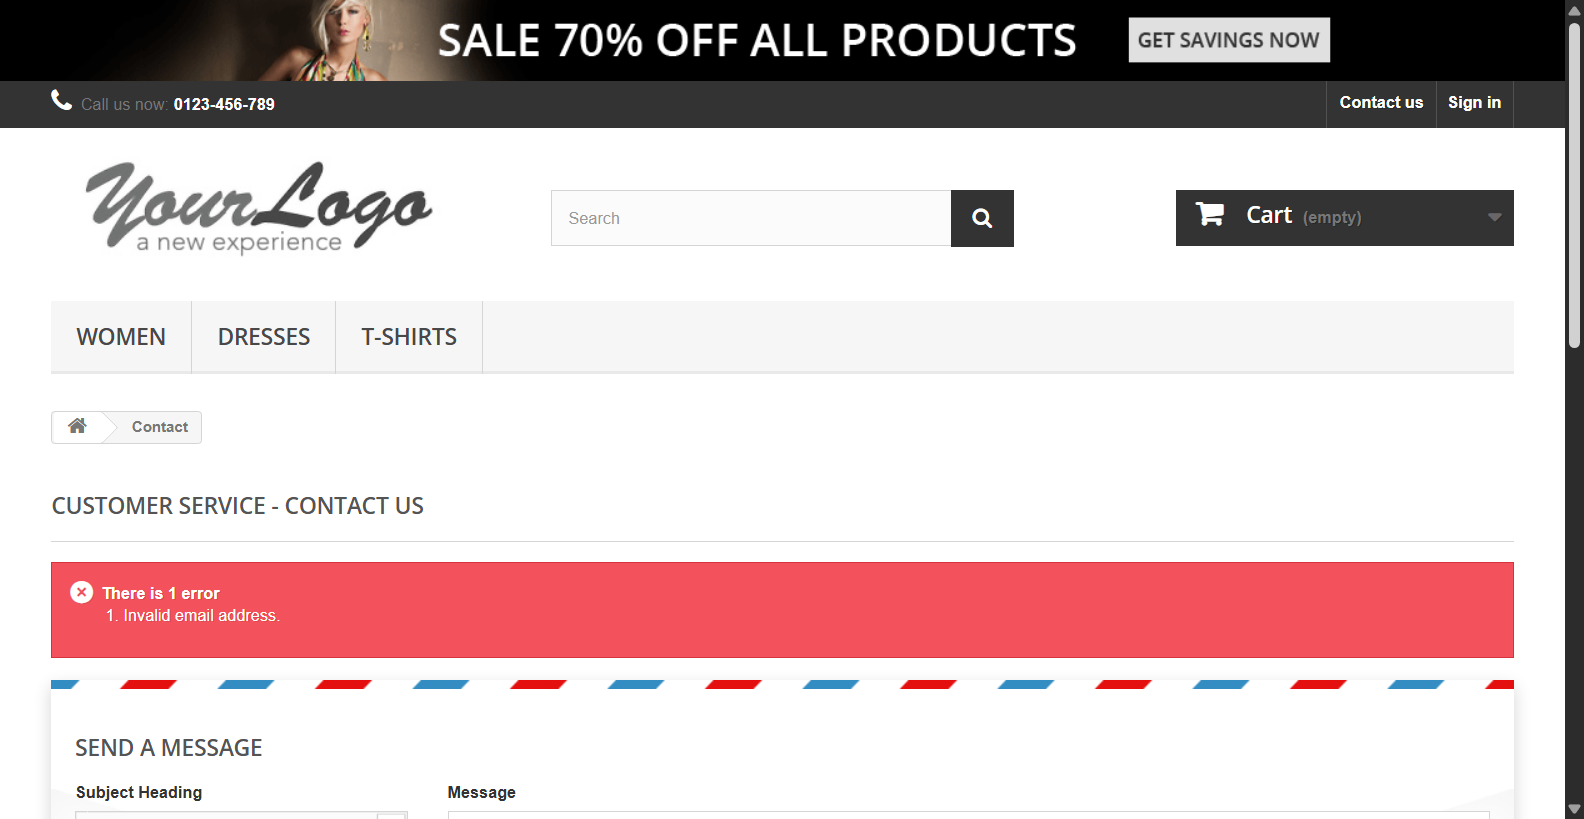 SALE 70% OFF ALL PRODUCTS GET SAVINGS NOW
Call us now: 0123-456-789 Contact us Sign in
YourLogo
a new experience
Search Cart (empty)
WOMEN DRESSES T-SHIRTS
Contact
CUSTOMER SERVICE - CONTACT US
There is 1 error
1. Invalid email address.
SEND A MESSAGE
Subject Heading Message